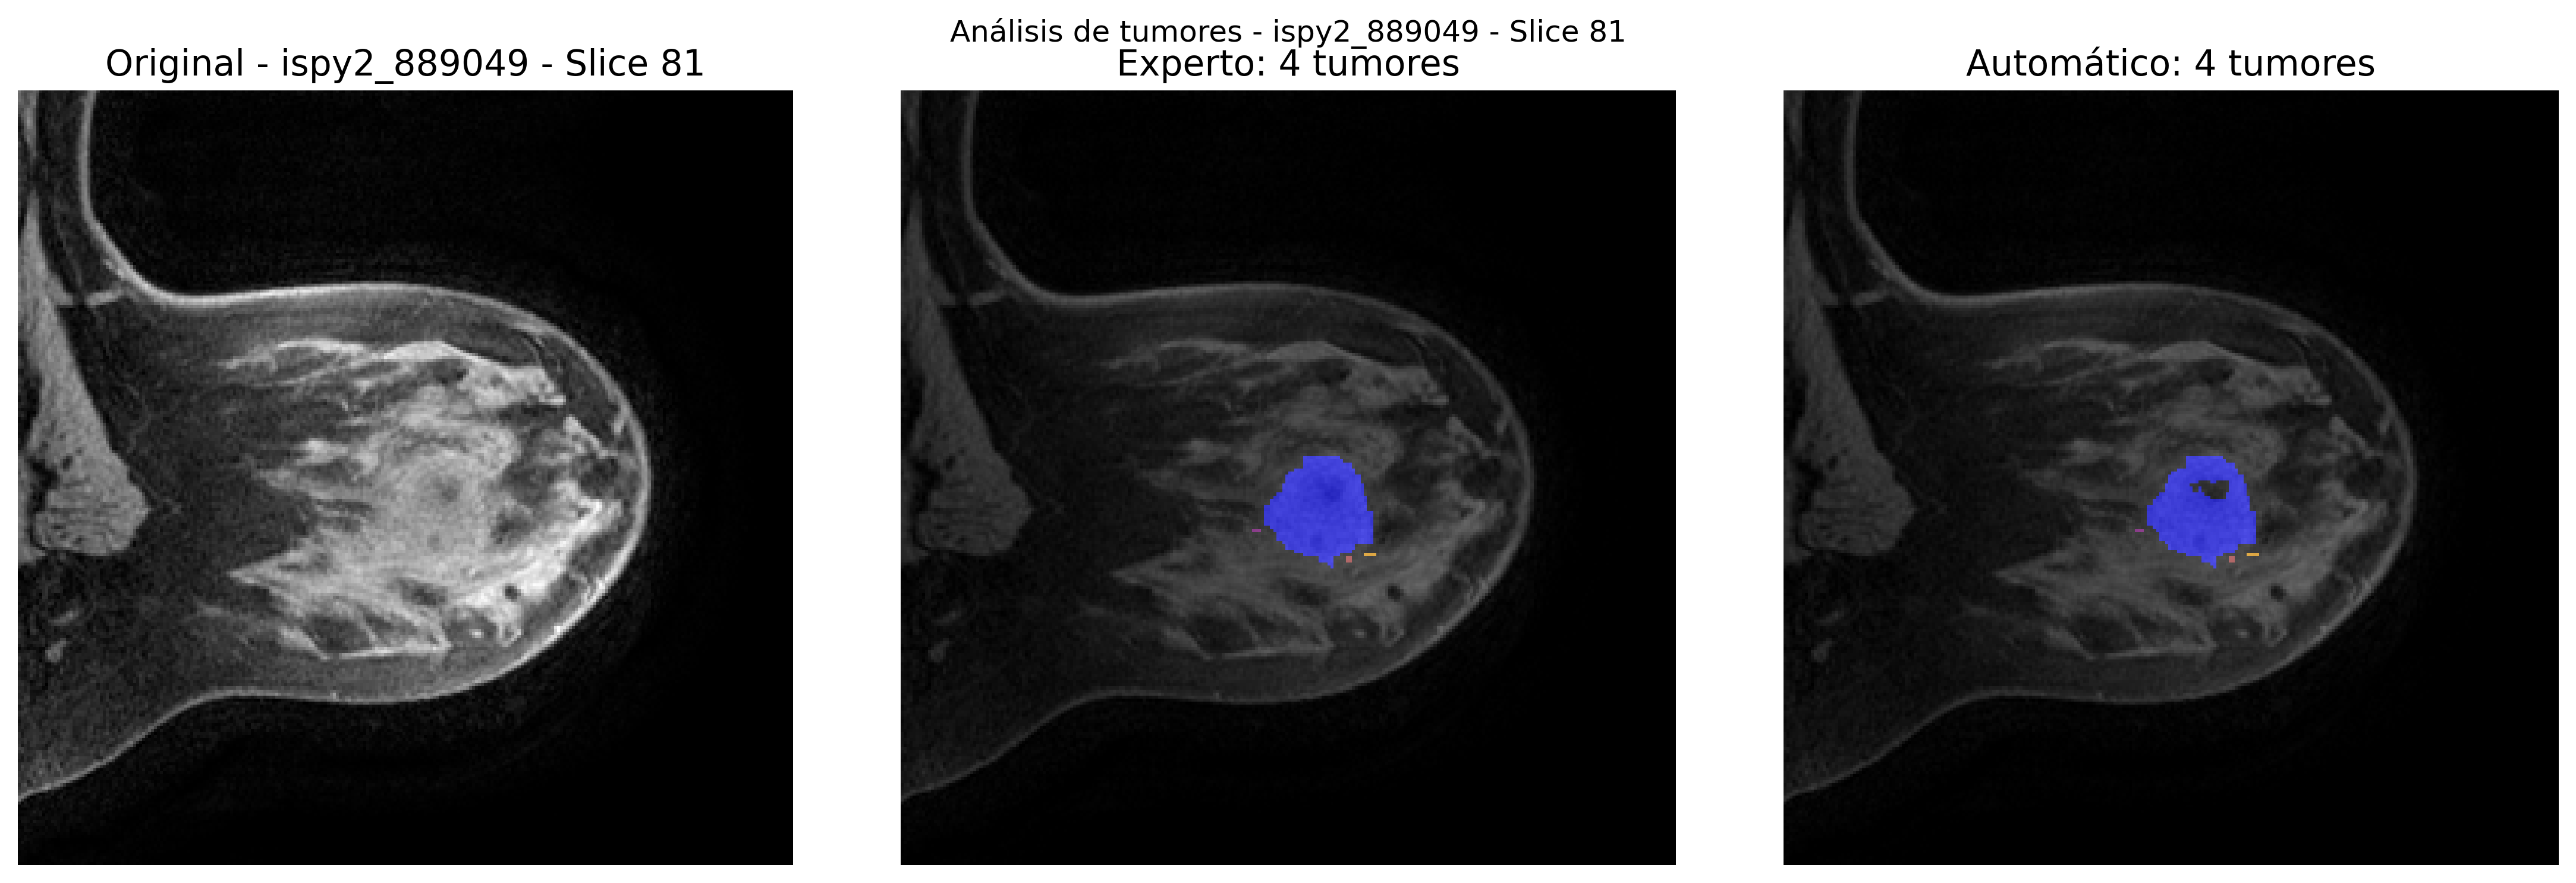 Análisis de tumores - ispy2_889049 - Slice 81
Original - ispy2_889049 - Slice 81
Experto: 4 tumores
Automático: 4 tumores